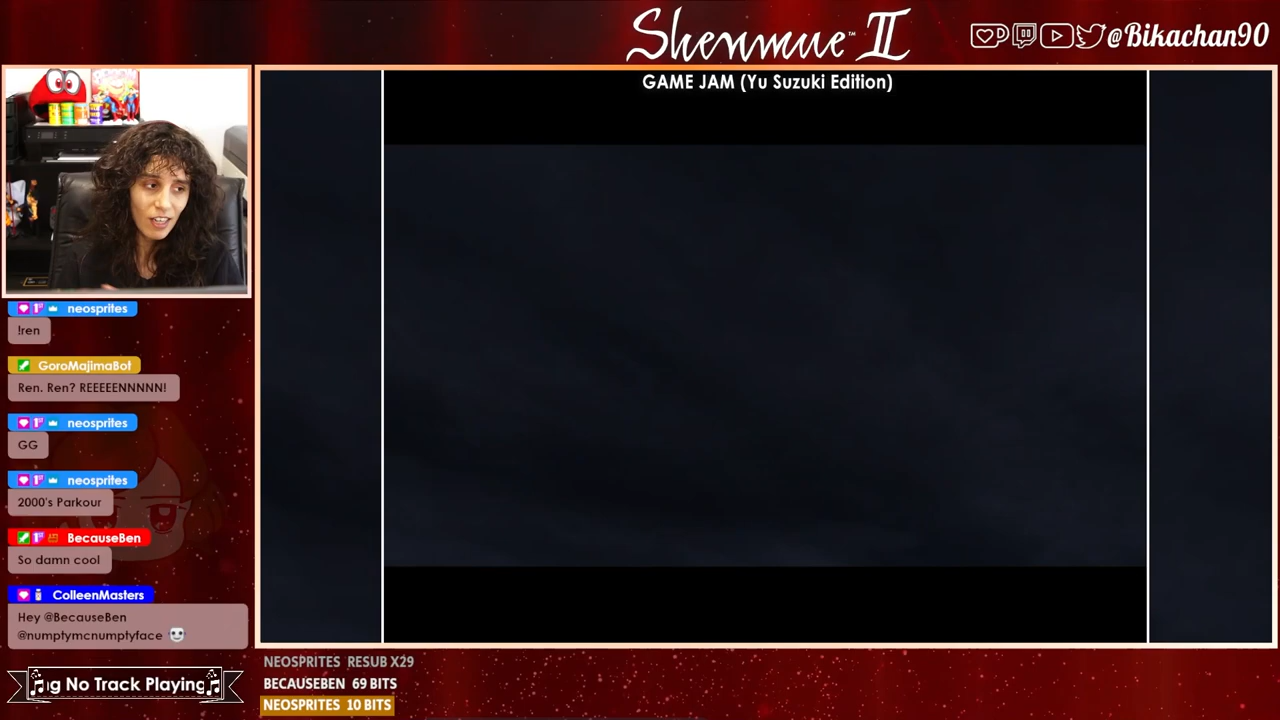 Shenmue™ II
@Bikachan90
GAME JAM (Yu Suzuki Edition)
neosprites
!ren
GoroMajimaBot
Ren. Ren? REEEEENNNNN!
neosprites
GG
neosprites
2000's Parkour
BecauseBen
So damn cool
ColleenMasters
Hey @BecauseBen
@numptymcnumptyface
g No Track Playing
NEOSPRITES RESUB X29
BECAUSEBEN 69 BITS
NEOSPRITES 10 BITS